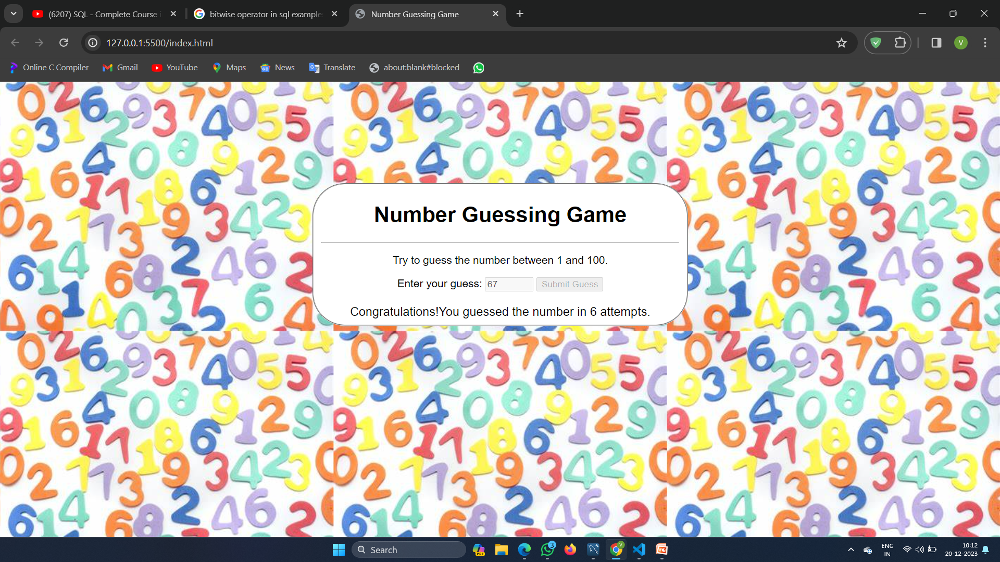 (6207) SQL - Complete Course i
bitwise operator in sql example
Number Guessing Game
127.0.0.1:5500/index.html
V
Online C Compiler
Gmail
YouTube
Maps
News
Translate
about:blank#blocked
Number Guessing Game
Try to guess the number between 1 and 100.
Enter your guess: 67 Submit Guess
Congratulations!You guessed the number in 6 attempts.
Search
PRE
3
V
ENG
IN
10:12
20-12-2023